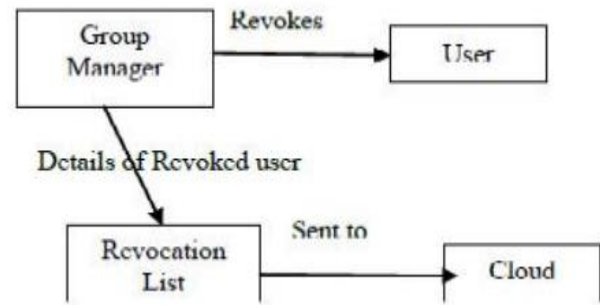 Revokes
Group
Manager
User
Details of Revoked user
Sent to
Revocation
List
Cloud